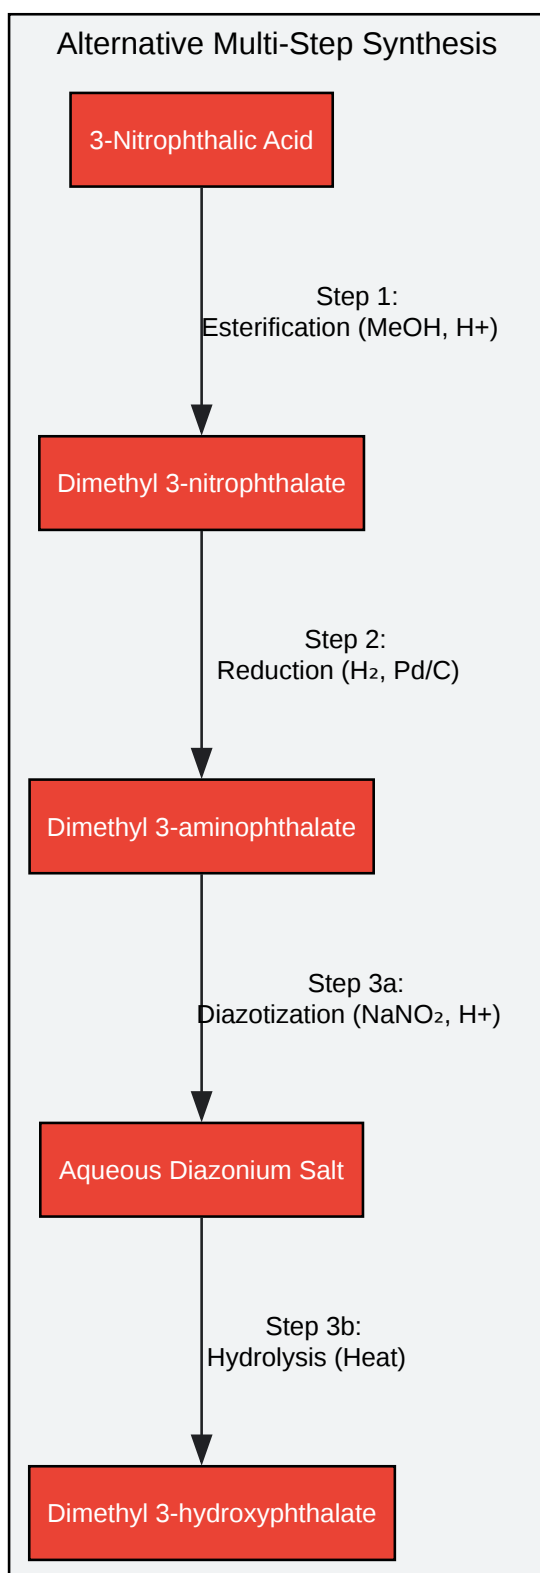 Alternative Multi-Step Synthesis
3-Nitrophthalic Acid
Step 1:
Esterification (MeOH, H+)
Dimethyl 3-nitrophthalate
Step 2:
Reduction (H₂, Pd/C)
Dimethyl 3-aminophthalate
Step 3a:
Diazotization (NaNO₂, H+)
Aqueous Diazonium Salt
Step 3b:
Hydrolysis (Heat)
Dimethyl 3-hydroxyphthalate